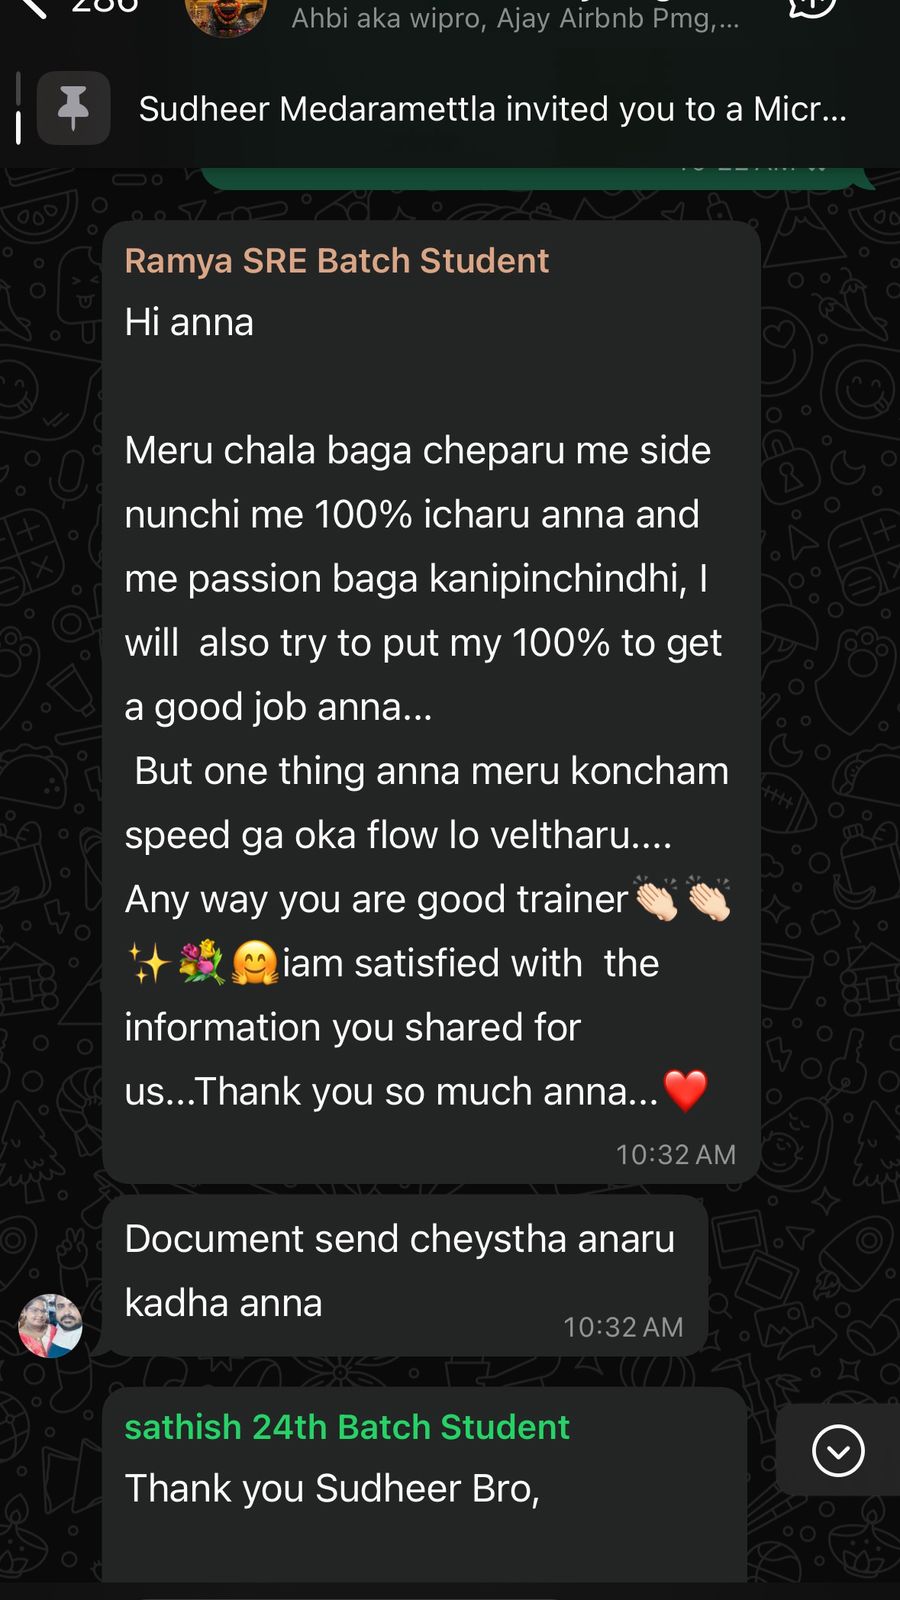 Ahbi aka wipro, Ajay Airbnb Pmg,...
Sudheer Medaramettla invited you to a Micr...
Ramya SRE Batch Student
Hi anna
Meru chala baga cheparu me side
nunchi me 100% icharu anna and
me passion baga kanipinchindhi, I
will  also try to put my 100% to get
a good job anna...
But one thing anna meru koncham
speed ga oka flow lo veltharu....
Any way you are good trainer👏🏻👏🏻
✨💐🤗iam satisfied with  the
information you shared for
us...Thank you so much anna...❤️
10:32 AM
Document send cheystha anaru
kadha anna
10:32 AM
sathish 24th Batch Student
Thank you Sudheer Bro,